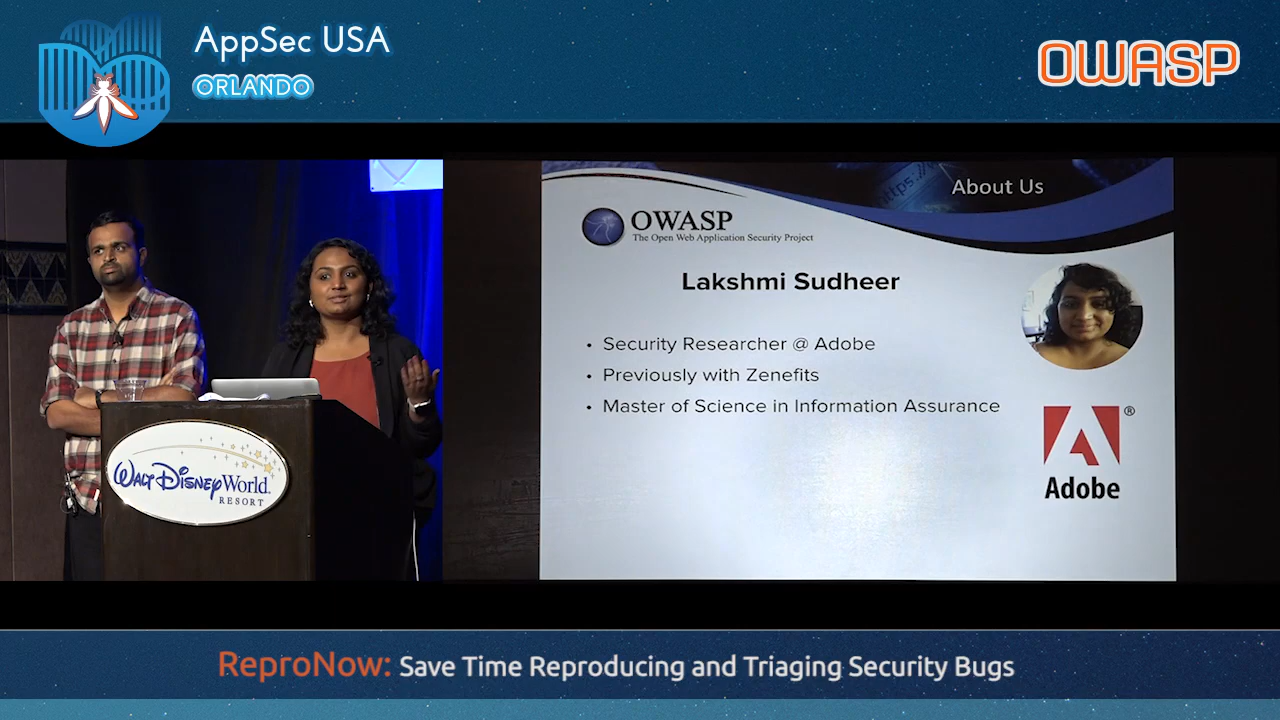 AppSec USA
ORLANDO
OWASP
https://
About Us
OWASP
The Open Web Application Security Project
Lakshmi Sudheer
• Security Researcher @ Adobe
• Previously with Zenefits
• Master of Science in Information Assurance
Adobe
®
WALT DISNEY World.
RESORT
ReproNow: Save Time Reproducing and Triaging Security Bugs